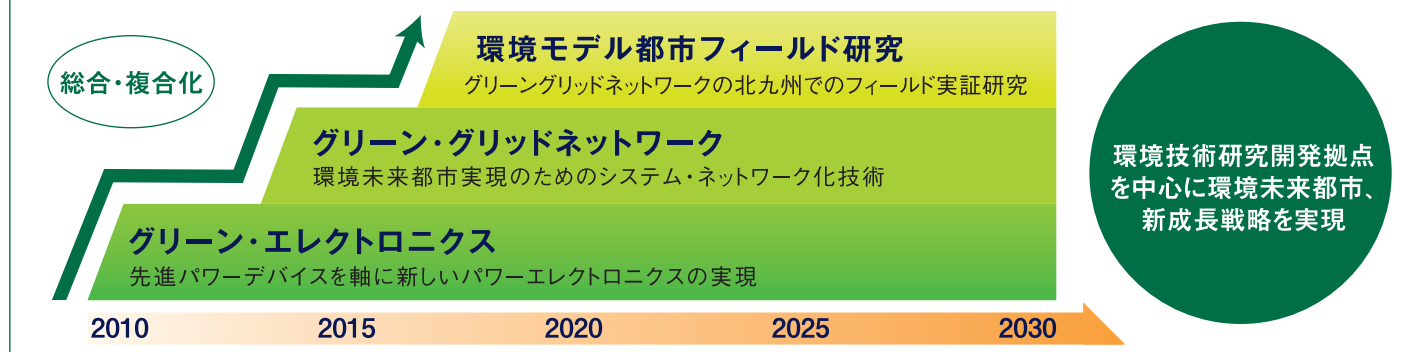 総合・複合化
環境モデル都市フィールド研究
グリーングリッドネットワークの北九州でのフィールド実証研究
グリーン・グリッドネットワーク
環境未来都市実現のためのシステム・ネットワーク化技術
グリーン・エレクトロニクス
先進パワーデバイスを軸に新しいパワーエレクトロニクスの実現
2010 2015 2020 2025 2030
環境技術研究開発拠点
を中心に環境未来都市、
新成長戦略を実現